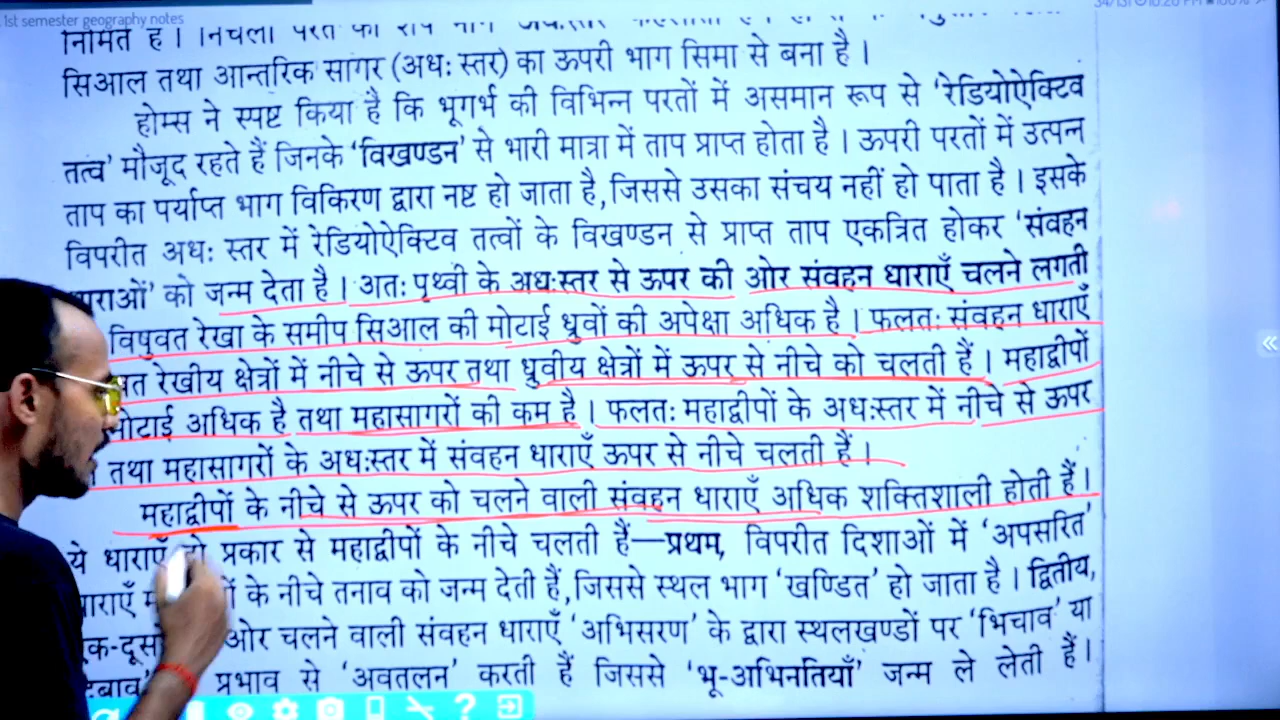 1st semester geography notes
निर्मित है । निचली परत का शेष भाग
सिआल तथा आन्तरिक सागर (अधः स्तर) का ऊपरी भाग सिमा से बना है ।
होम्स ने स्पष्ट किया है कि भूगर्भ की विभिन्न परतों में असमान रूप से ‘रेडियोऐक्टिव
तत्व’ मौजूद रहते हैं जिनके ‘विखण्डन’ से भारी मात्रा में ताप प्राप्त होता है । ऊपरी परतों में उत्पन्न
ताप का पर्याप्त भाग विकिरण द्वारा नष्ट हो जाता है, जिससे उसका संचय नहीं हो पाता है । इसके
विपरीत अधः स्तर में रेडियोऐक्टिव तत्वों के विखण्डन से प्राप्त ताप एकत्रित होकर ‘संवहन
को जन्म देता है । अतः पृथ्वी के अधःस्तर से ऊपर की ओर संवहन धाराएँ चलने लगती
विषुवत रेखा के समीप सिआल की मोटाई ध्रुवों की अपेक्षा अधिक है । फलतः संवहन धाराएँ
रेखीय क्षेत्रों में नीचे से ऊपर तथा ध्रुवीय क्षेत्रों में ऊपर से नीचे को चलती हैं । महाद्वीपों
मोटाई अधिक है तथा महासागरों की कम है । फलतः महाद्वीपों के अधःस्तर में नीचे से ऊपर
तथा महासागरों के अधःस्तर में संवहन धाराएँ ऊपर से नीचे चलती हैं ।
महाद्वीपों के नीचे से ऊपर को चलने वाली संवहन धाराएँ अधिक शक्तिशाली होती हैं ।
ये धाराएँ दो प्रकार से महाद्वीपों के नीचे चलती हैं—प्रथम, विपरीत दिशाओं में ‘अपसरित’
के नीचे तनाव को जन्म देती हैं, जिससे स्थल भाग ‘खण्डित’ हो जाता है । द्वितीय,
ओर चलने वाली संवहन धाराएँ ‘अभिसरण’ के द्वारा स्थलखण्डों पर ‘भिचाव’ या
प्रभाव से ‘अवतलन’ करती हैं जिससे ‘भू-अभिनतियाँ’ जन्म ले लेती हैं ।